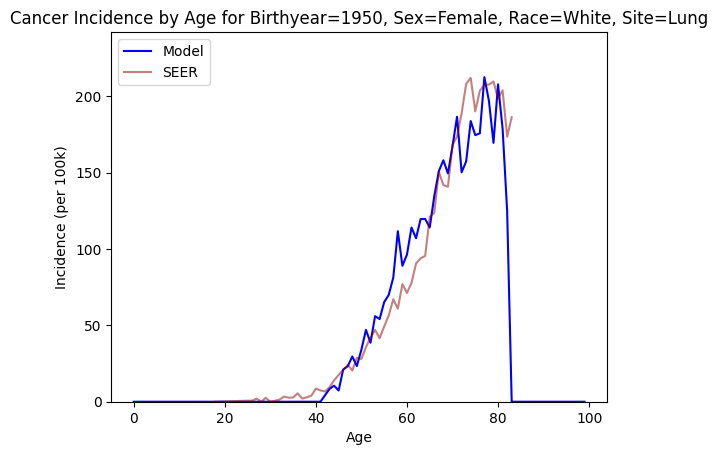 Cancer Incidence by Age for Birthyear=1950, Sex=Female, Race=White, Site=Lung
Model
SEER
Incidence (per 100k)
200
150
100
50
0
0 20 40 60 80 100
Age